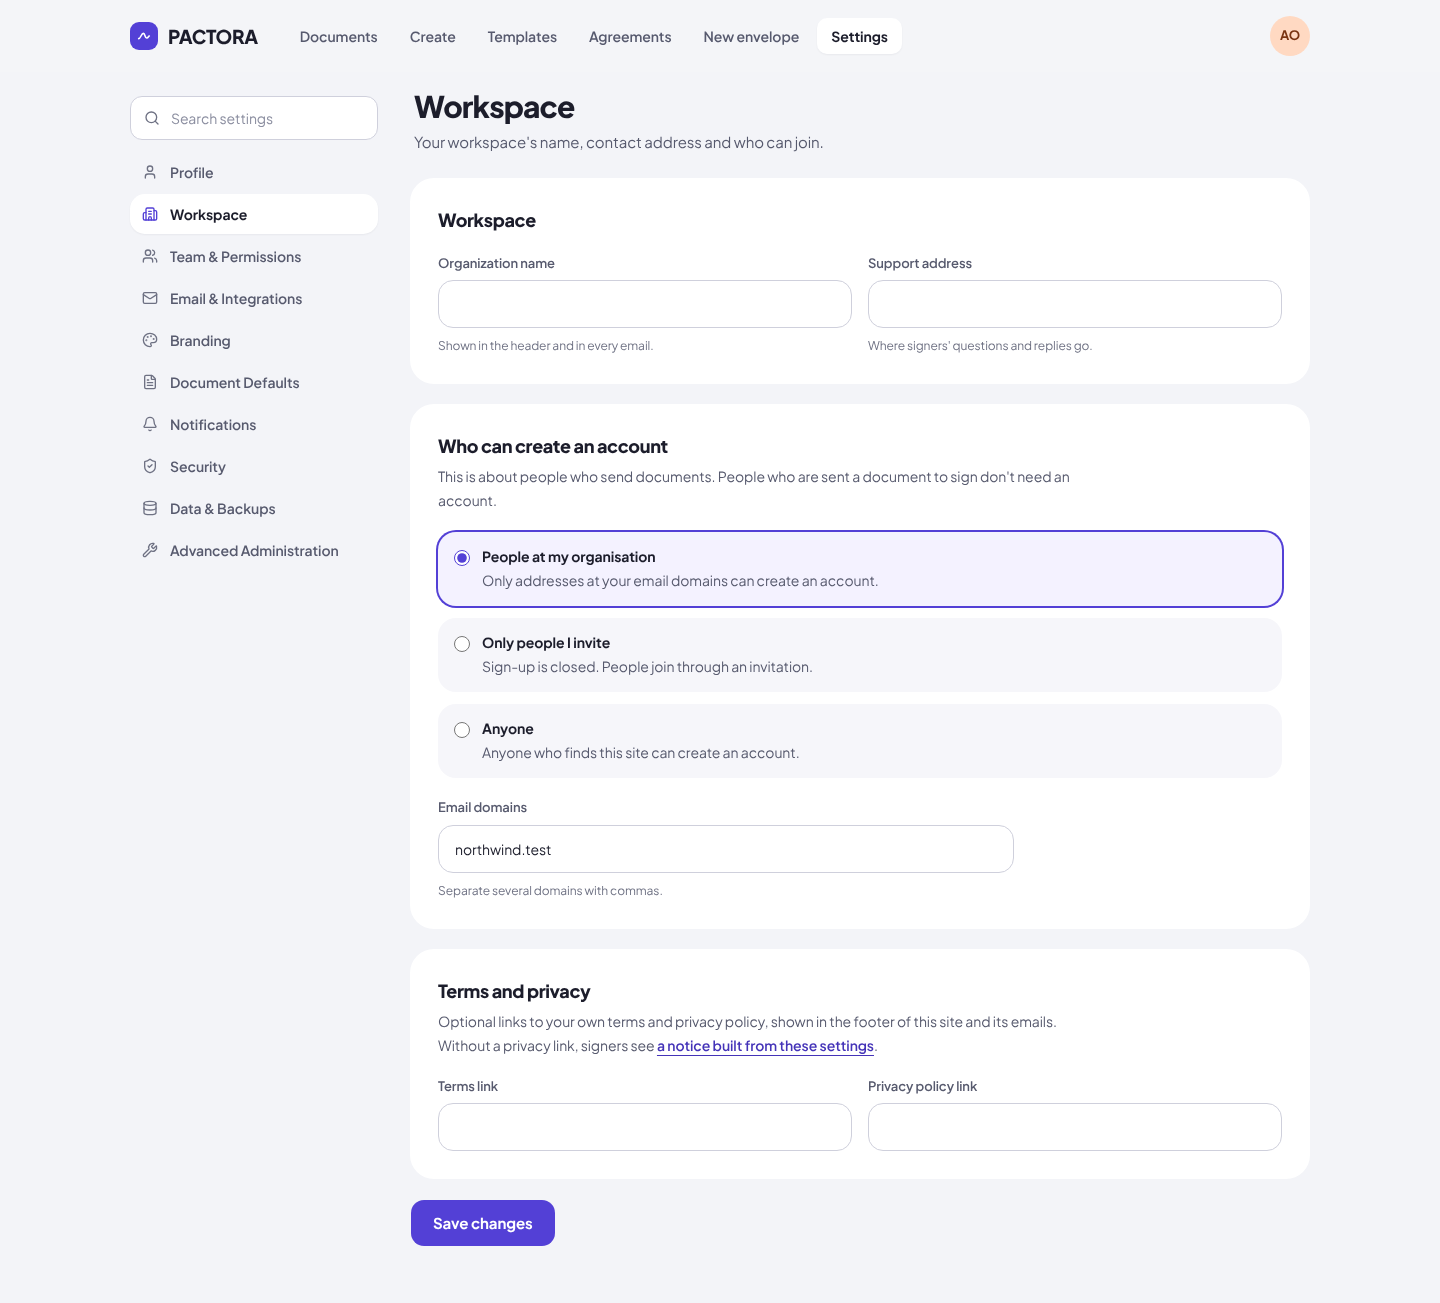 PACTORA
Documents
Create
Templates
Agreements
New envelope
Settings
AO
Search settings
Profile
Workspace
Team & Permissions
Email & Integrations
Branding
Document Defaults
Notifications
Security
Data & Backups
Advanced Administration
Workspace
Your workspace's name, contact address and who can join.
Workspace
Organization name
Support address
Shown in the header and in every email.
Where signers' questions and replies go.
Who can create an account
This is about people who send documents. People who are sent a document to sign don't need an
account.
People at my organisation
Only addresses at your email domains can create an account.
Only people I invite
Sign-up is closed. People join through an invitation.
Anyone
Anyone who finds this site can create an account.
Email domains
northwind.test
Separate several domains with commas.
Terms and privacy
Optional links to your own terms and privacy policy, shown in the footer of this site and its emails.
Without a privacy link, signers see a notice built from these settings.
Terms link
Privacy policy link
Save changes